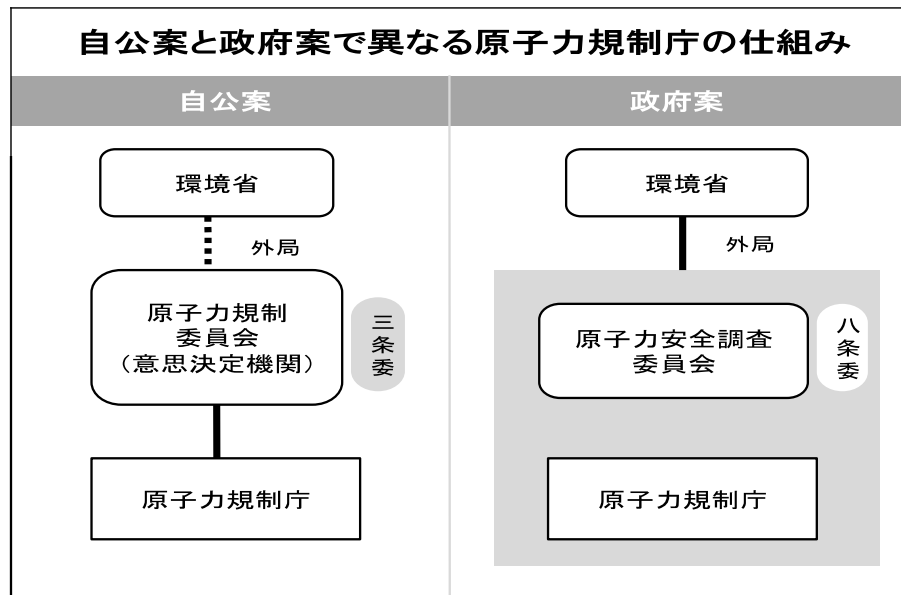 自公案と政府案で異なる原子力規制庁の仕組み
自公案
環境省
外局
原子力規制
委員会
（意思決定機関）
三条委
原子力規制庁
政府案
環境省
外局
原子力安全調査
委員会
八条委
原子力規制庁